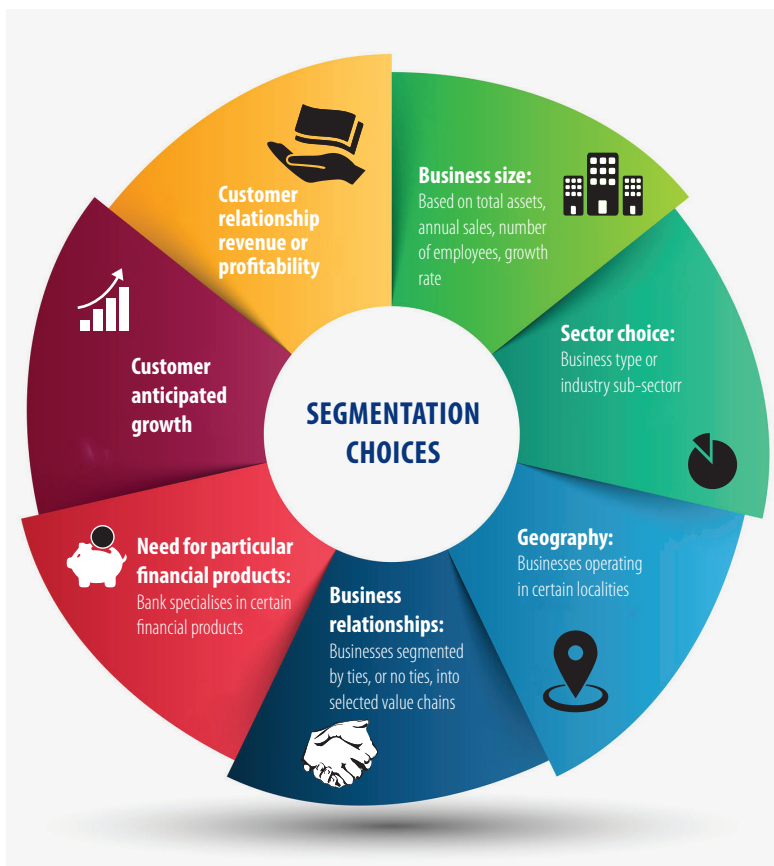 SEGMENTATION
CHOICES
Business size:
Based on total assets,
annual sales, number
of employees, growth
rate
Sector choice:
Business type or
industry sub-sectorr
Geography:
Businesses operating
in certain localities
Business
relationships:
Businesses segmented
by ties, or no ties, into
selected value chains
Need for particular
financial products:
Bank specialises in certain
financial products
Customer
anticipated
growth
Customer
relationship
revenue or
profitability